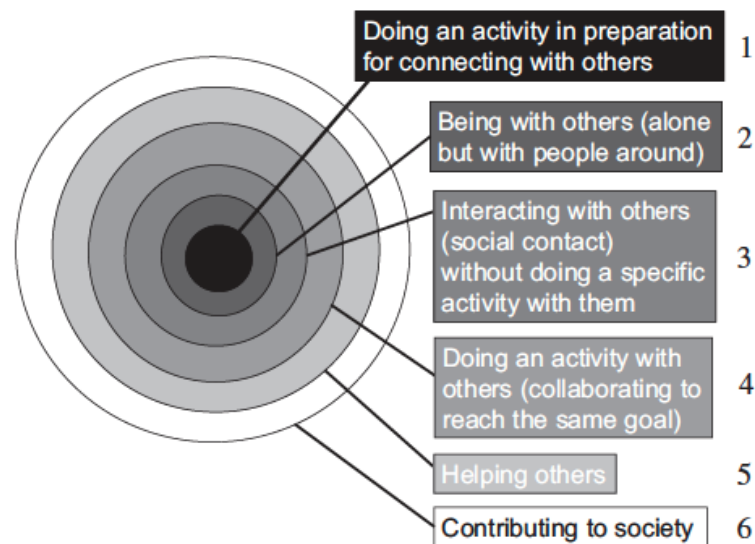 Doing an activity in preparation
for connecting with others
1
Being with others (alone
but with people around)
2
Interacting with others
(social contact)
without doing a specific
activity with them
3
Doing an activity with
others (collaborating to
reach the same goal)
4
Helping others
5
Contributing to society
6